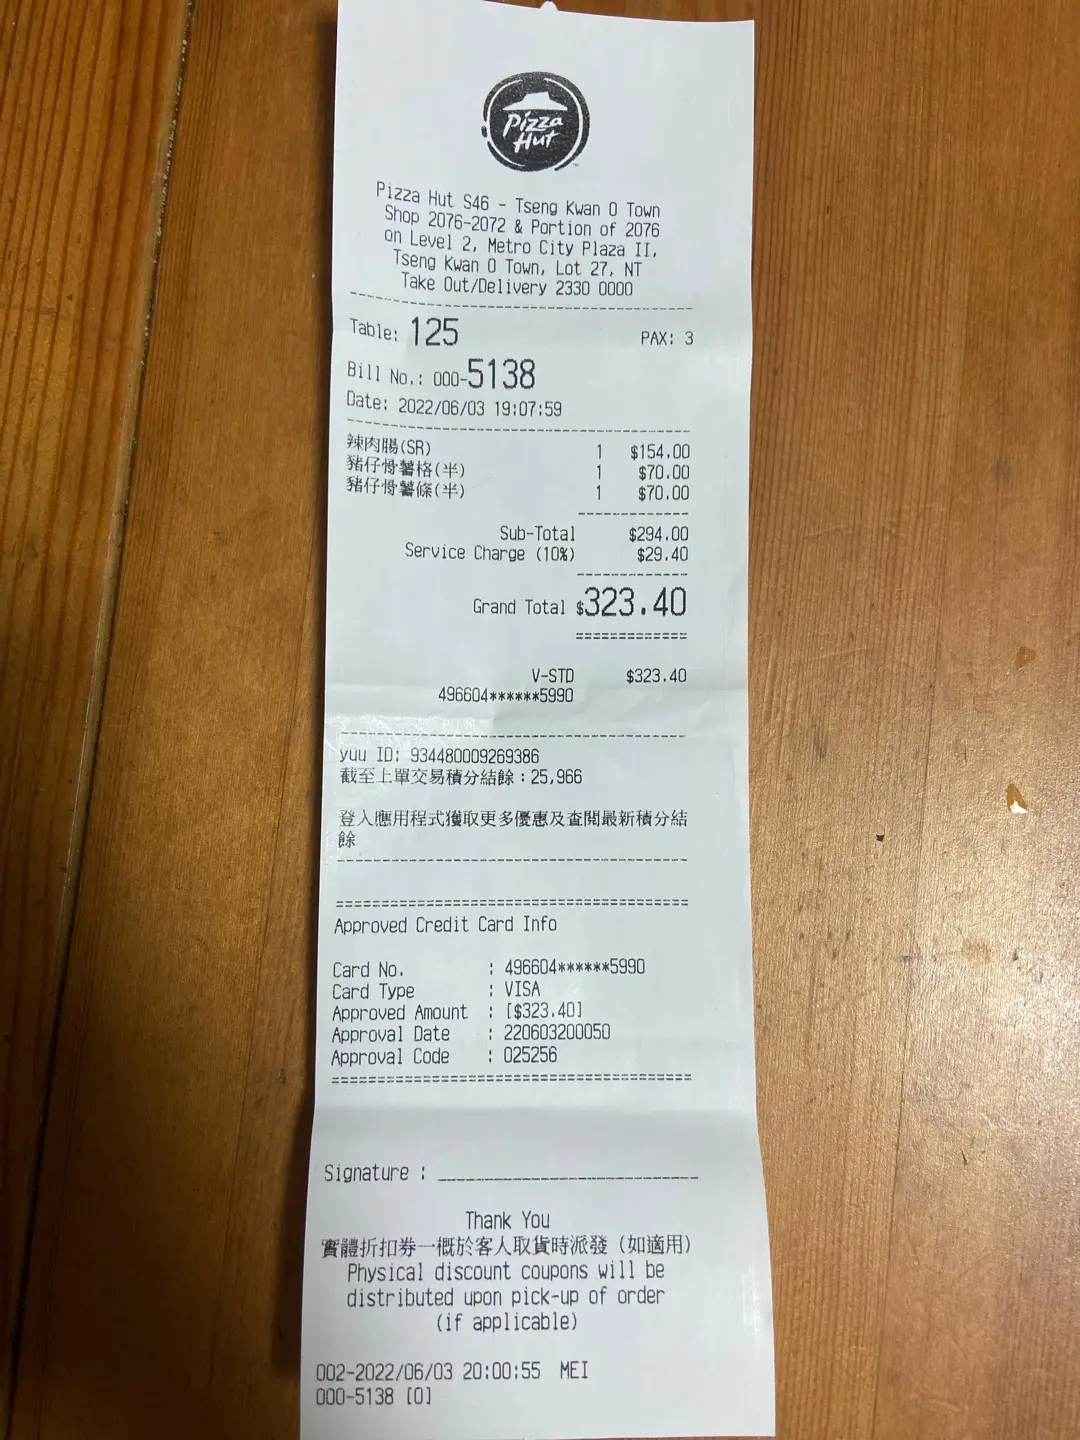 Pizza
Hut
Pizza Hut S46 - Tseng Kwan O Town
Shop 2076-2072 & Portion of 2076
on Level 2, Metro City Plaza II,
Tseng Kwan O Town, Lot 27, NT
Take Out/Delivery 2330 0000
Table: 125 PAX: 3
Bill No.: 000-5138
Date: 2022/06/03 19:07:59
辣肉腸(SR) 1 $154.00
豬仔骨薯格(半) 1 $70.00
豬仔骨薯條(半) 1 $70.00
Sub-Total $294.00
Service Charge (10%) $29.40
Grand Total $323.40
V-STD $323.40
496604******5990
yuu ID: 934480009269386
截至上單交易積分結餘：25,966
登入應用程式獲取更多優惠及查閱最新積分結
餘
Approved Credit Card Info
Card No. : 496604******5990
Card Type : VISA
Approved Amount : [$323.40]
Approval Date : 220603200050
Approval Code : 025256
Signature :
Thank You
實體折扣券一概於客人取貨時派發（如適用）
Physical discount coupons will be
distributed upon pick-up of order
(if applicable)
002-2022/06/03 20:00:55 MEI
000-5138 [0]